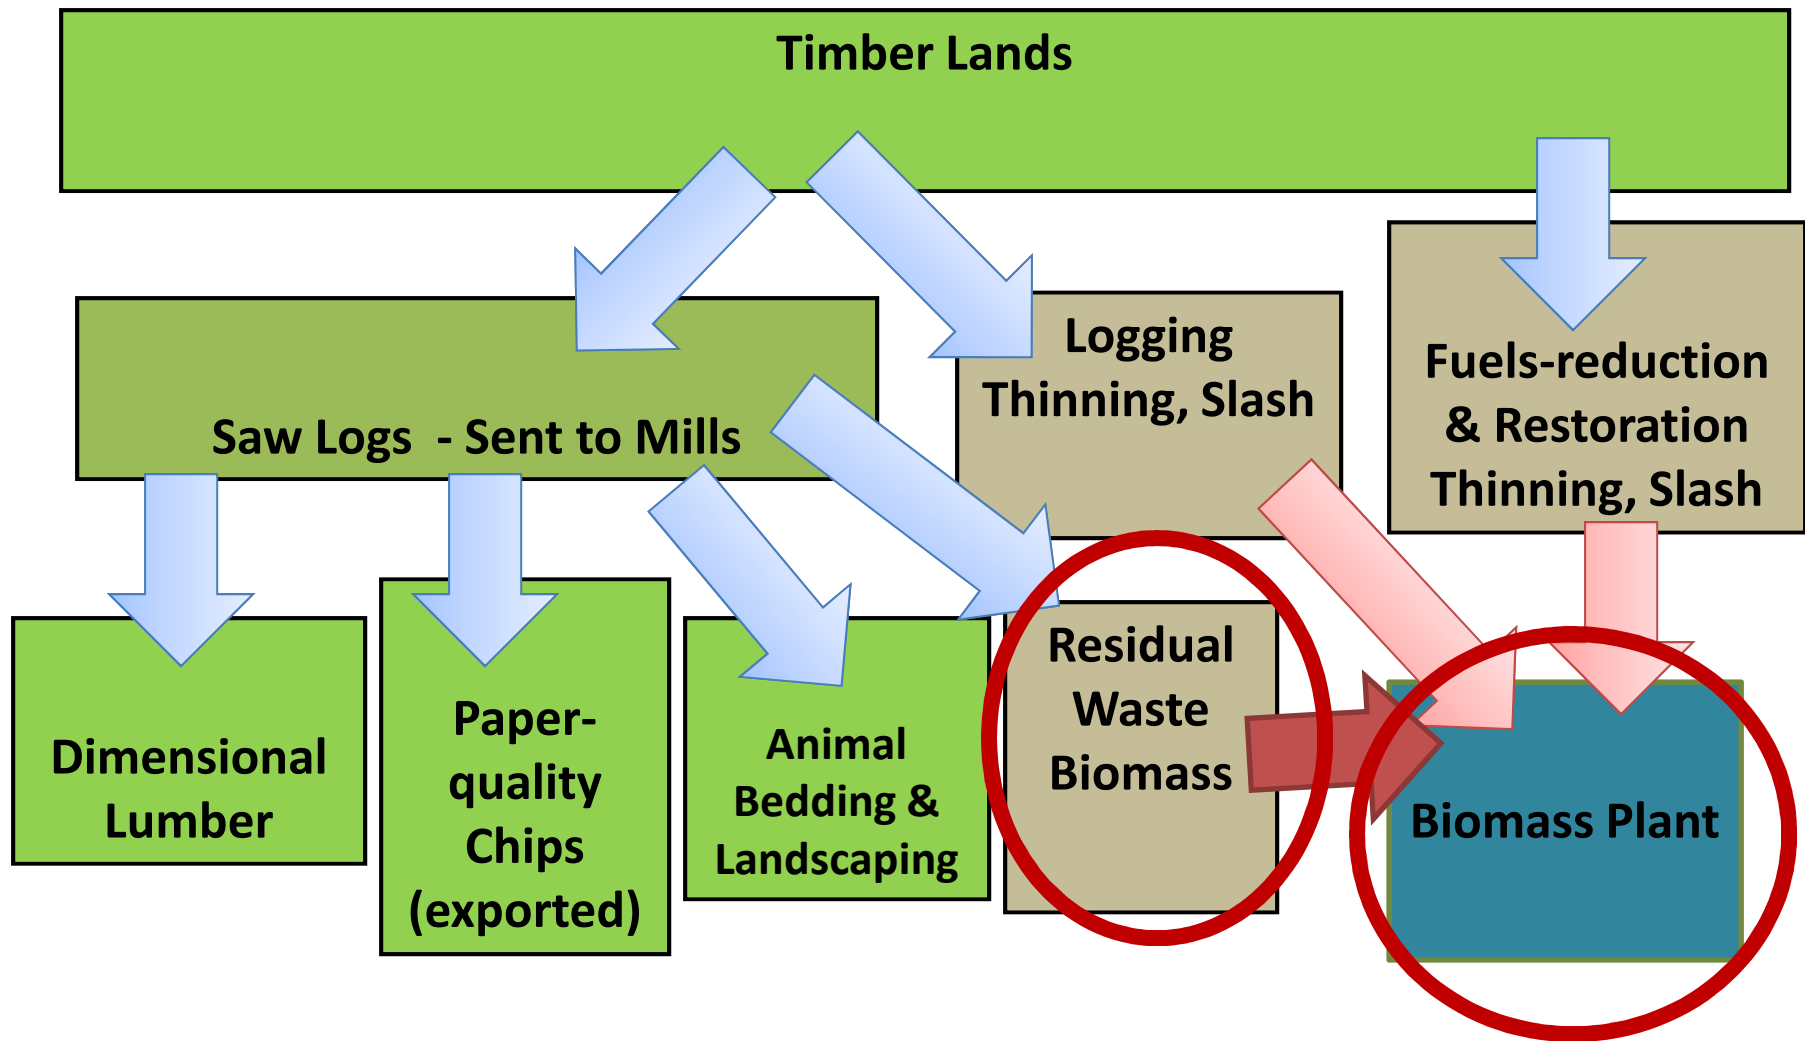 Timber Lands
Saw Logs  - Sent to Mills
Logging
Thinning, Slash
Fuels-reduction
& Restoration
Thinning, Slash
Dimensional
Lumber
Paper-
quality
Chips
(exported)
Animal
Bedding &
Landscaping
Residual
Waste
Biomass
Biomass Plant